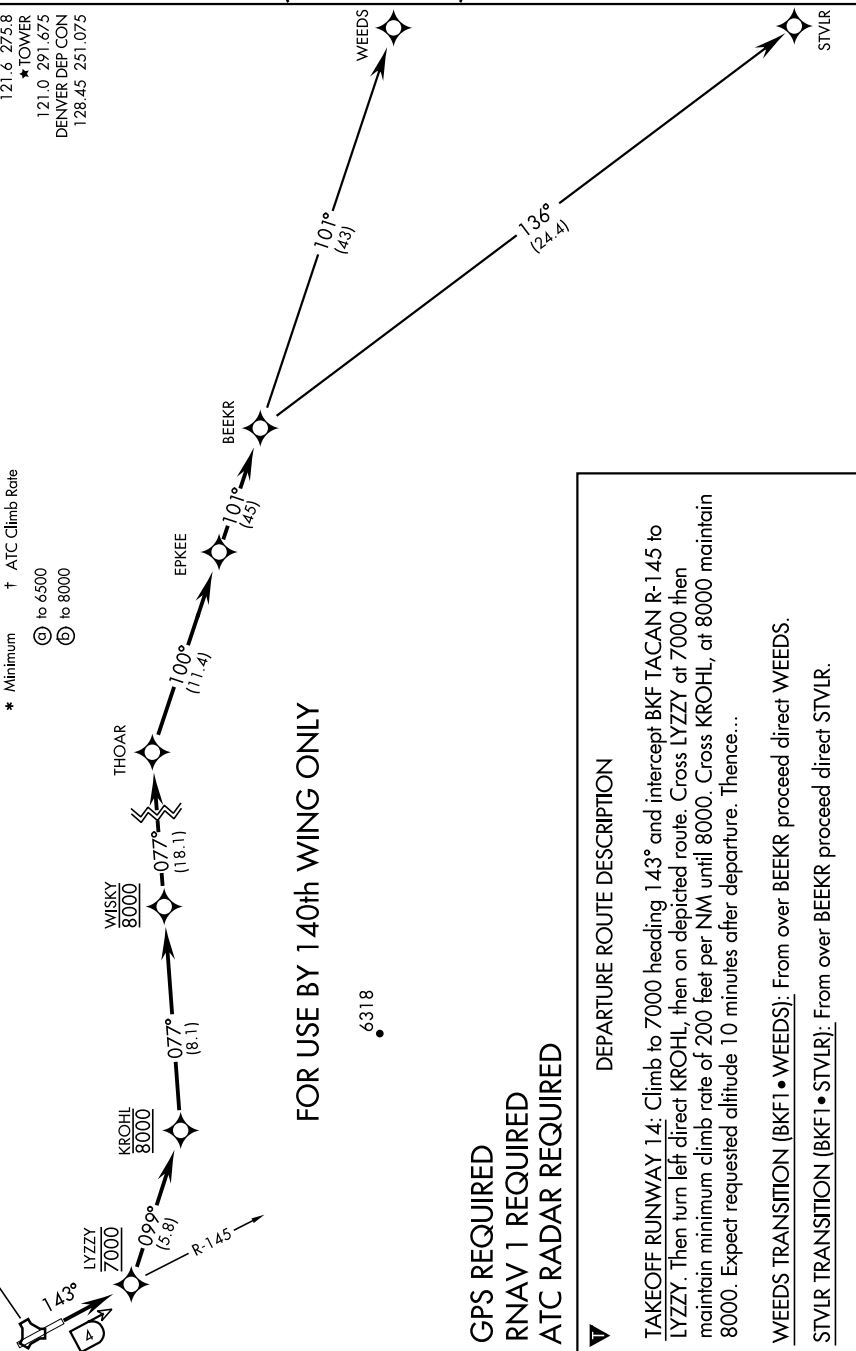 121.6 275.8
★ TOWER
121.0 291.675
DENVER DEP CON
128.45 251.075
* Minimum † ATC Climb Rate
ⓐ to 6500
ⓑ to 8000
143°
4
LYZZY
7000
R-145
099°
(5.8)
KROHL
8000
077°
(8.1)
WISKY
8000
077°
(18.1)
THOAR
100°
(11.4)
EPKEE
101°
(45)
BEEKR
101°
(43)
WEEDS
136°
(24.4)
STVLR
FOR USE BY 140th WING ONLY
6318
GPS REQUIRED
RNAV 1 REQUIRED
ATC RADAR REQUIRED
T
DEPARTURE ROUTE DESCRIPTION
TAKEOFF RUNWAY 14: Climb to 7000 heading 143° and intercept BKF TACAN R-145 to
LYZZY. Then turn left direct KROHL, then on depicted route. Cross LYZZY at 7000 then
maintain minimum climb rate of 200 feet per NM until 8000. Cross KROHL, at 8000 maintain
8000. Expect requested altitude 10 minutes after departure. Thence...
WEEDS TRANSITION (BKF1•WEEDS): From over BEEKR proceed direct WEEDS.
STVLR TRANSITION (BKF1•STVLR): From over BEEKR proceed direct STVLR.